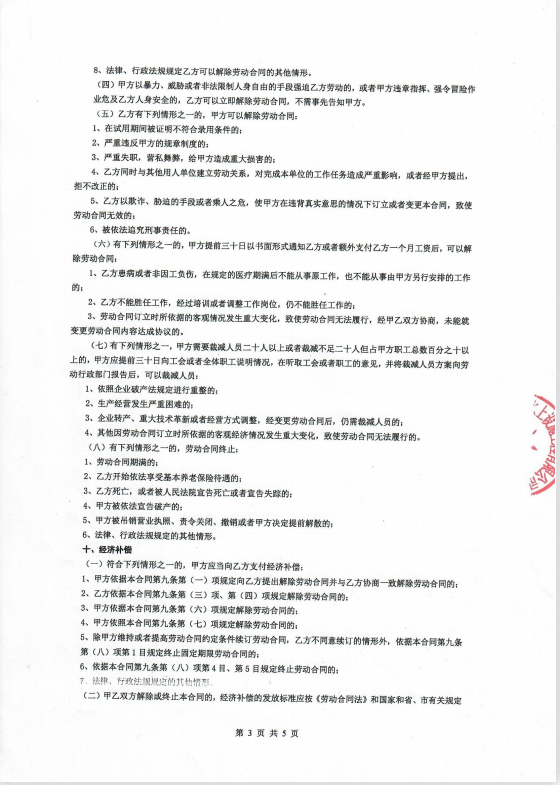 8、法律、行政法规规定乙方可以解除劳动合同的其他情形。
(四)甲方以暴力、威胁或者非法限制人身自由的手段强迫乙方劳动的，或者甲方违章指挥、强令冒险作
业危及乙方人身安全的，乙方可以立即解除劳动合同，不需事先告知甲方。
(五)乙方有下列情形之一的，甲方可以解除劳动合同：
1、在试用期间被证明不符合录用条件的；
2、严重违反甲方的规章制度的；
3、严重失职，营私舞弊，给甲方造成重大损害的；
4、乙方同时与其他用人单位建立劳动关系，对完成本单位的工作任务造成严重影响，或者经甲方提出，
拒不改正的；
5、乙方以欺诈、胁迫的手段或者乘人之危，使甲方在违背真实意思的情况下订立或者变更本合同，致使
劳动合同无效的；
6、被依法追究刑事责任的。
(六)有下列情形之一的，甲方提前三十日以书面形式通知乙方或者额外支付乙方一个月工资后，可以解
除劳动合同：
1、乙方患病或者非因工负伤，在规定的医疗期满后不能从事原工作，也不能从事由甲方另行安排的工作
的；
2、乙方不能胜任工作，经过培训或者调整工作岗位，仍不能胜任工作的；
3、劳动合同订立时所依据的客观情况发生重大变化，致使劳动合同无法履行，经甲乙双方协商，未能就
变更劳动合同内容达成协议的。
(七)有下列情形之一，甲方需要裁减人员二十人以上或者裁减不足二十人但占甲方职工总数百分之十以
上的，甲方应提前三十日向工会或者全体职工说明情况，在听取工会或者职工的意见，并将裁减人员方案向劳
动行政部门报告后，可以裁减人员：
1、依照企业破产法规定进行重整的；
2、生产经营发生严重困难的；
3、企业转产、重大技术革新或者经营方式调整，经变更劳动合同后，仍需裁减人员的；
4、其他因劳动合同订立时所依据的客观经济情况发生重大变化，致使劳动合同无法履行的。
(八)有下列情形之一的，劳动合同终止：
1、劳动合同期满的；
2、乙方开始依法享受基本养老保险待遇的；
3、乙方死亡，或者被人民法院宣告死亡或者宣告失踪的；
4、甲方被依法宣告破产的；
5、甲方被吊销营业执照、责令关闭、撤销或者甲方决定提前解散的；
6、法律、行政法规规定的其他情形。
十、经济补偿
(一)符合下列情形之一的，甲方应当向乙方支付经济补偿：
1、甲方依据本合同第九条第（一）项规定向乙方提出解除劳动合同并与乙方协商一致解除劳动合同的；
2、乙方依据本合同第九条第（三）项、第（四）项规定解除劳动合同的；
3、甲方依据本合同第九条第（六）项规定解除劳动合同的；
4、甲方依照本合同第九条第（七）项规定解除劳动合同的；
5、除甲方维持或者提高劳动合同约定条件续订劳动合同，乙方不同意续订的情形外，依据本合同第九条
第（八）项第1目规定终止固定期限劳动合同的；
6、依据本合同第九条第（八）项第4目、第5目规定终止劳动合同的；
7、法律、行政法规规定的其他情形。
(二)甲乙双方解除或终止本合同的，经济补偿的发放标准应按《劳动合同法》和国家和省、市有关规定
第 3 页 共 5 页